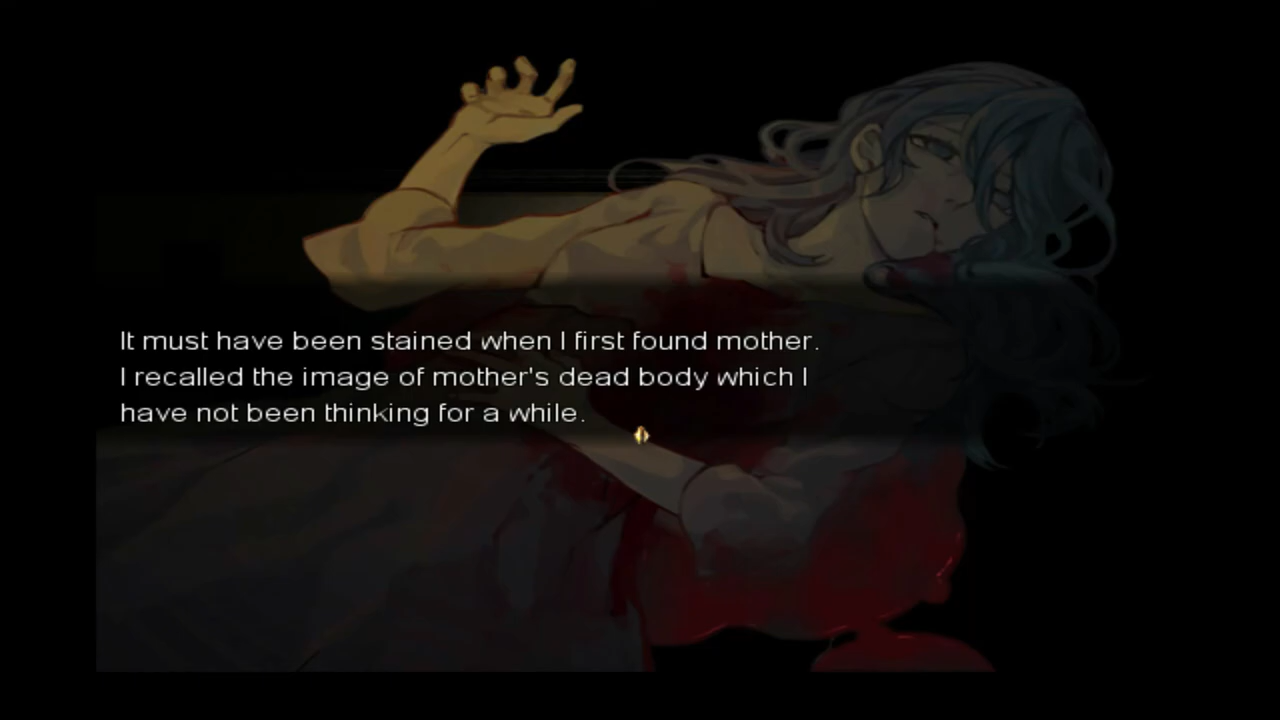 It must have been stained when I first found mother.
I recalled the image of mother's dead body which I
have not been thinking for a while.